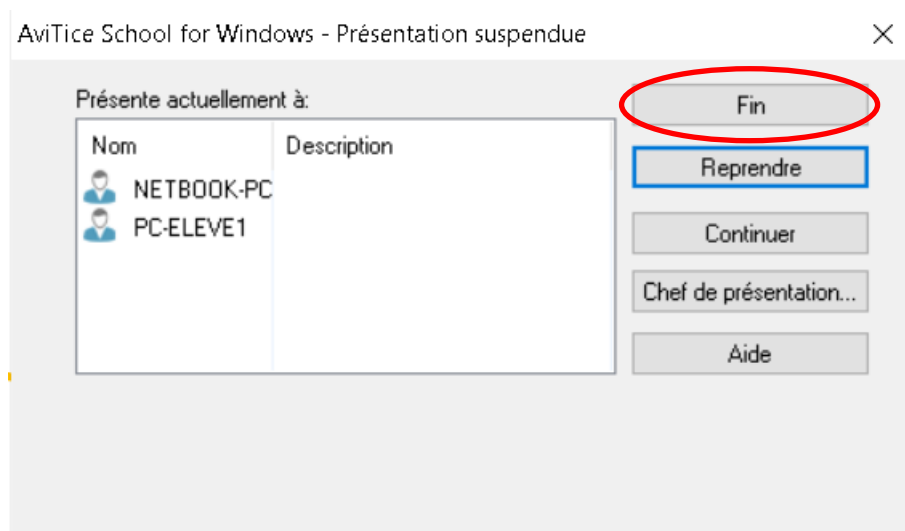 AviTice School for Windows - Présentation suspendue
Présente actuellement à:
Nom Description
NETBOOK-PC
PC-ELEVE1
Fin
Reprendre
Continuer
Chef de présentation...
Aide